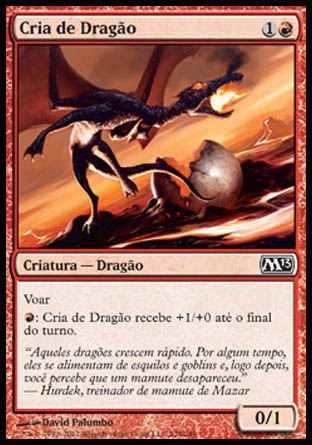 Cria de Dragão 1
Criatura — Dragão M13
Voar
: Cria de Dragão recebe +1/+0 até o final
do turno.
"Aqueles dragões crescem rápido. Por algum tempo,
eles se alimentam de esquilos e goblins e, logo depois,
você percebe que um mamute desapareceu."
— Hurdek, treinador de mamute de Mazar
David Palumbo
0/1